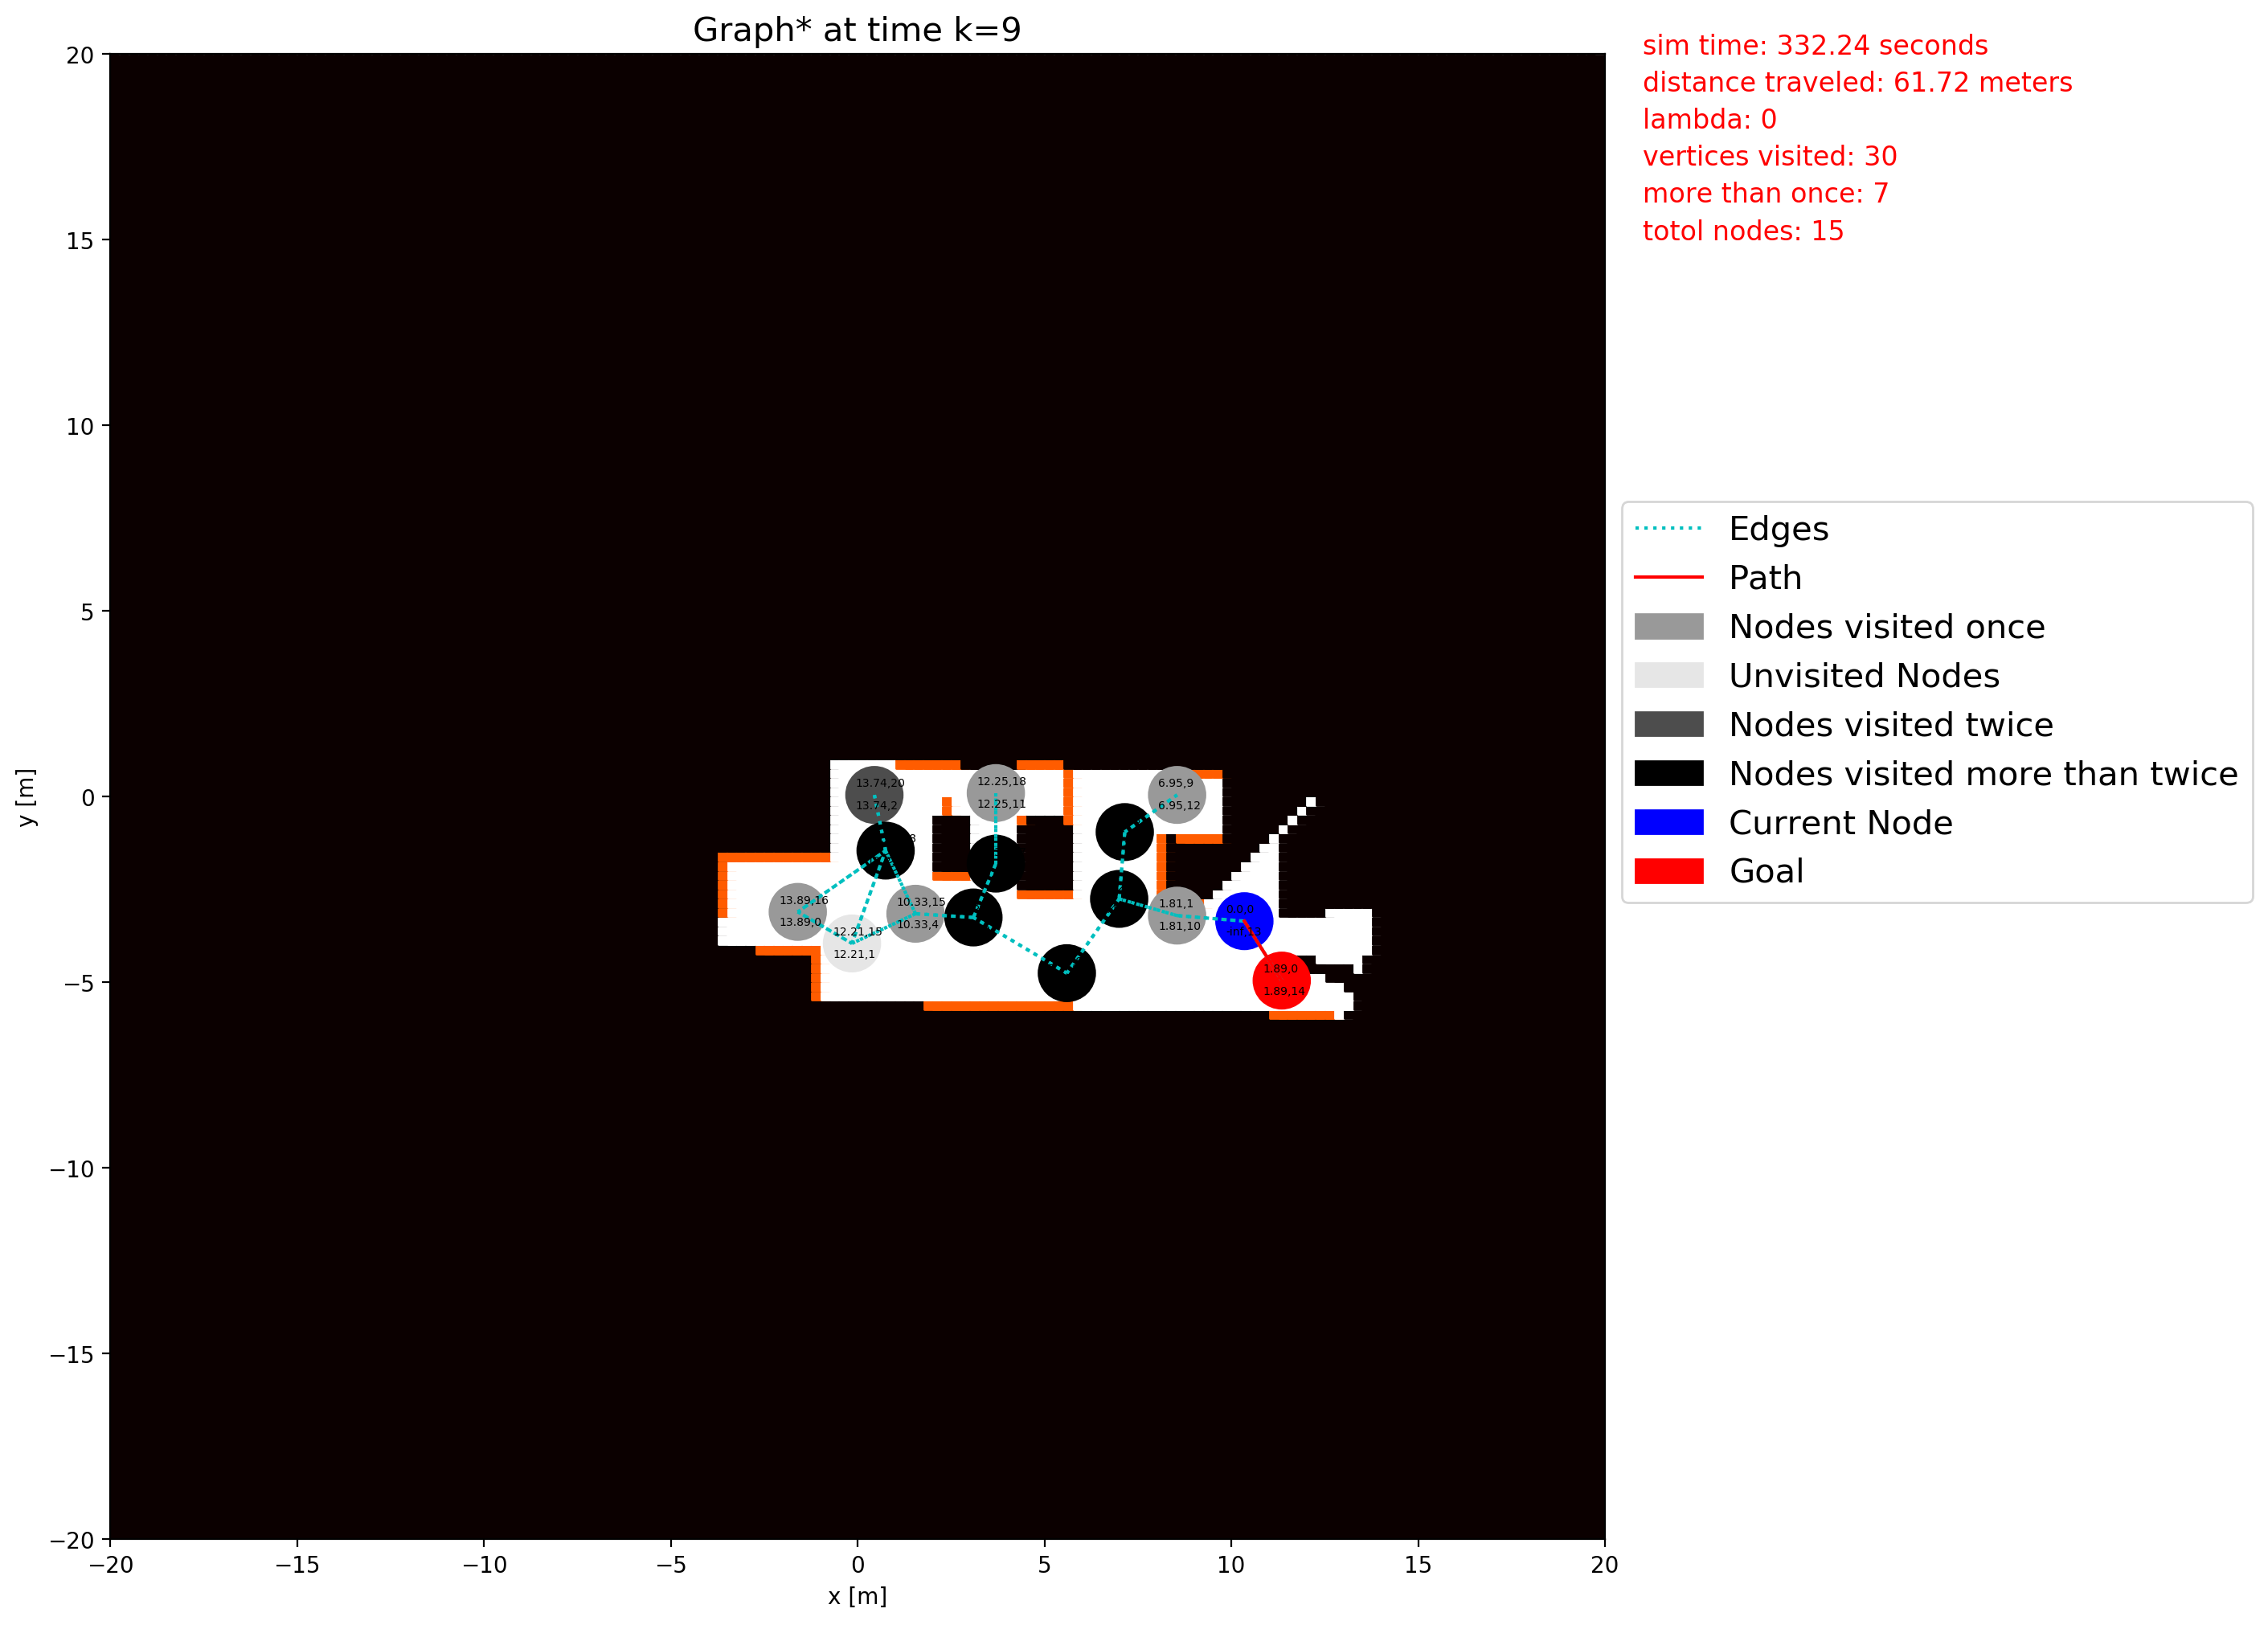 Graph* at time k=9
sim time: 332.24 seconds
distance traveled: 61.72 meters
lambda: 0
vertices visited: 30
more than once: 7
totol nodes: 15
20
15
10
5
0
−5
−10
−15
−20
y [m]
13.74,20
13.74,2
12.25,18
12.25,11
6.95,9
6.95,12
13.89,16
13.89,0
12.21,15
12.21,1
10.33,15
10.33,4
1.81,1
1.81,10
0.0,0
1.89,0
1.89,14
Edges
Path
Nodes visited once
Unvisited Nodes
Nodes visited twice
Nodes visited more than twice
Current Node
Goal
−20
−15
−10
−5
0
5
10
15
20
x [m]